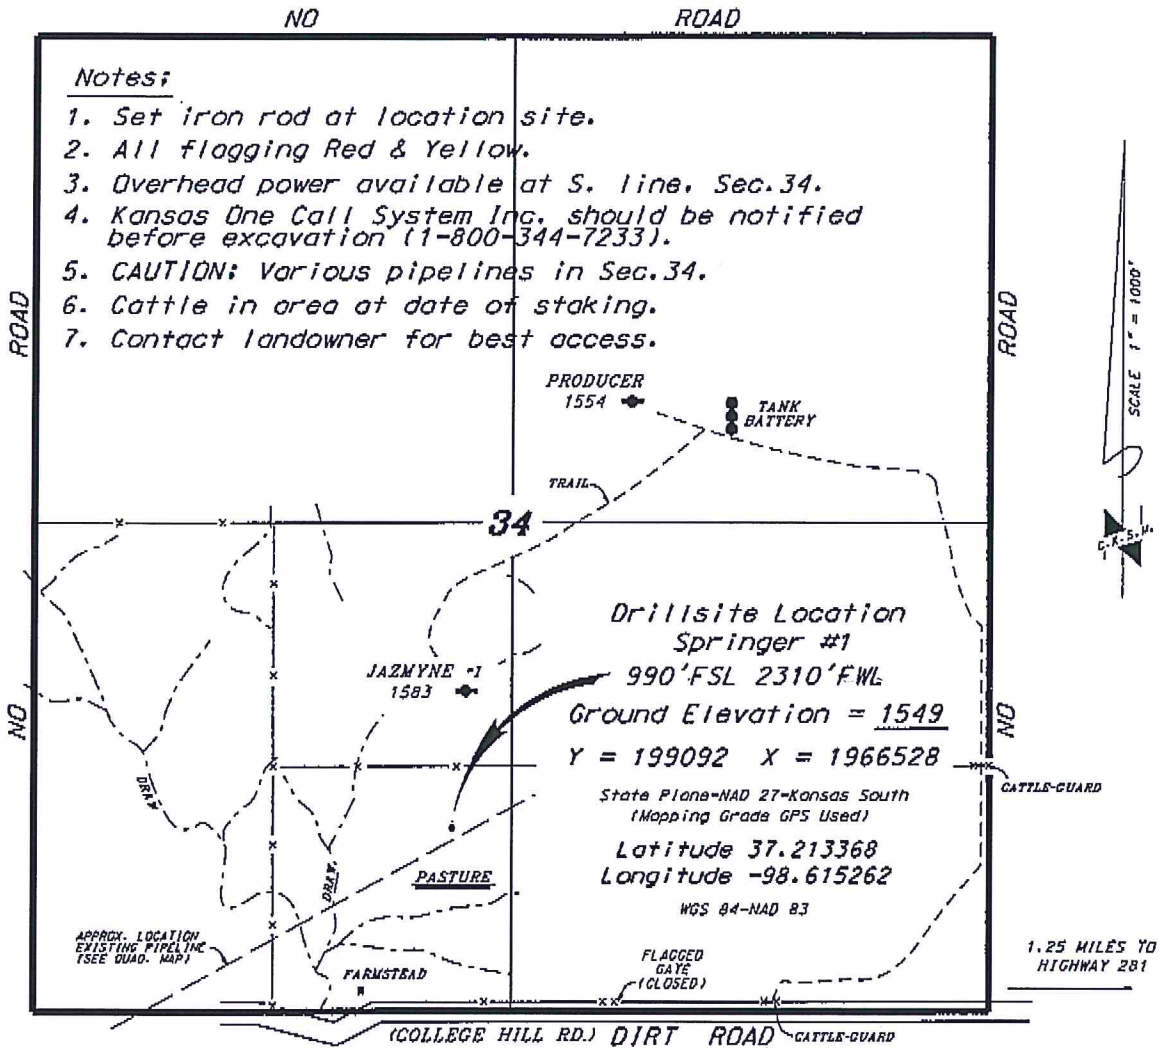 NO ROAD
Notes:
1. Set iron rod at location site.
2. All flagging Red & Yellow.
3. Overhead power available at S. line, Sec.34.
4. Kansas One Call System Inc. should be notified
before excavation (1-800-344-7233).
5. CAUTION: Various pipelines in Sec.34.
6. Cattle in area at date of staking.
7. Contact landowner for best access.
ROAD
ROAD
SCALE 1" = 1000'
PRODUCER
1554
TANK
BATTERY
TRAIL
34
C.K.S.M.
Drillsite Location
Springer #1
990'FSL 2310'FWL
Ground Elevation = 1549
Y = 199092 X = 1966528
State Plane-NAD 27-Kansas South
(Mapping Grade GPS Used)
Latitude 37.213368
Longitude -98.615262
WGS 84-NAD 83
JAZMYNE -1
1583
NO
NO
CATTLE-GUARD
DRAW
DRAW
PASTURE
APPROX. LOCATION
EXISTING PIPELINE
(SEE QUAD. MAP)
FARMSTEAD
FLAGGED
GATE
(CLOSED)
1.25 MILES TO
HIGHWAY 281
(COLLEGE HILL RD.) DIRT ROAD
CATTLE-GUARD